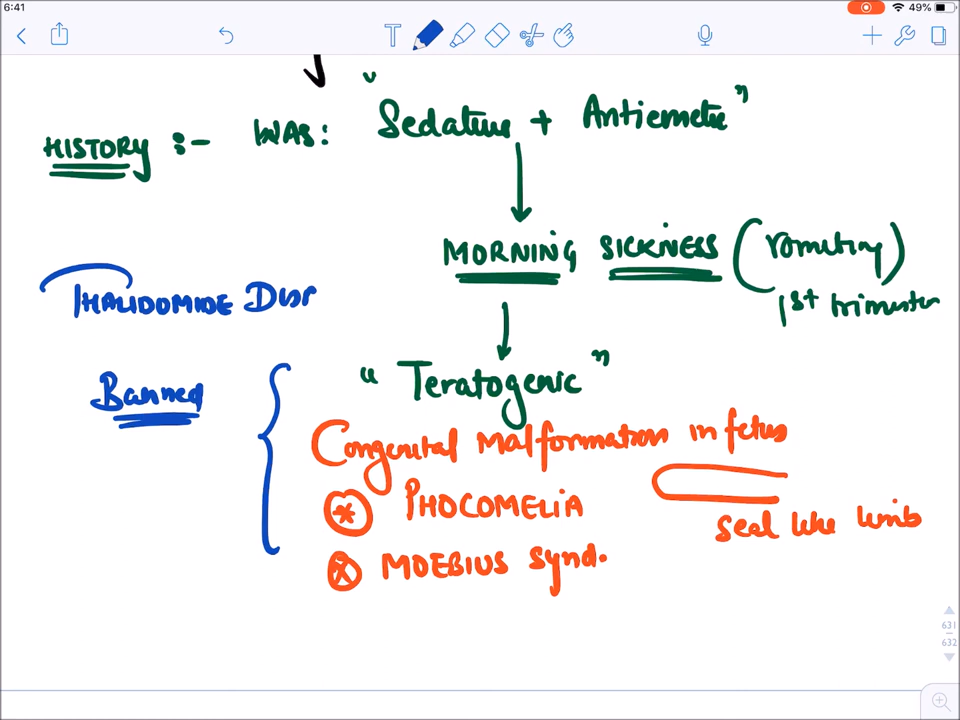 6:41
49%
T
HISTORY :- WAS: "Sedative + Antiemetic"
MORNING SICKNESS (vomiting)
1st trimester
THALIDOMIDE
Banned
"Teratogenic"
Congenital Malformation in fetus
PHOCOMELIA
seal like limb
MOEBIUS Synd.
631
632